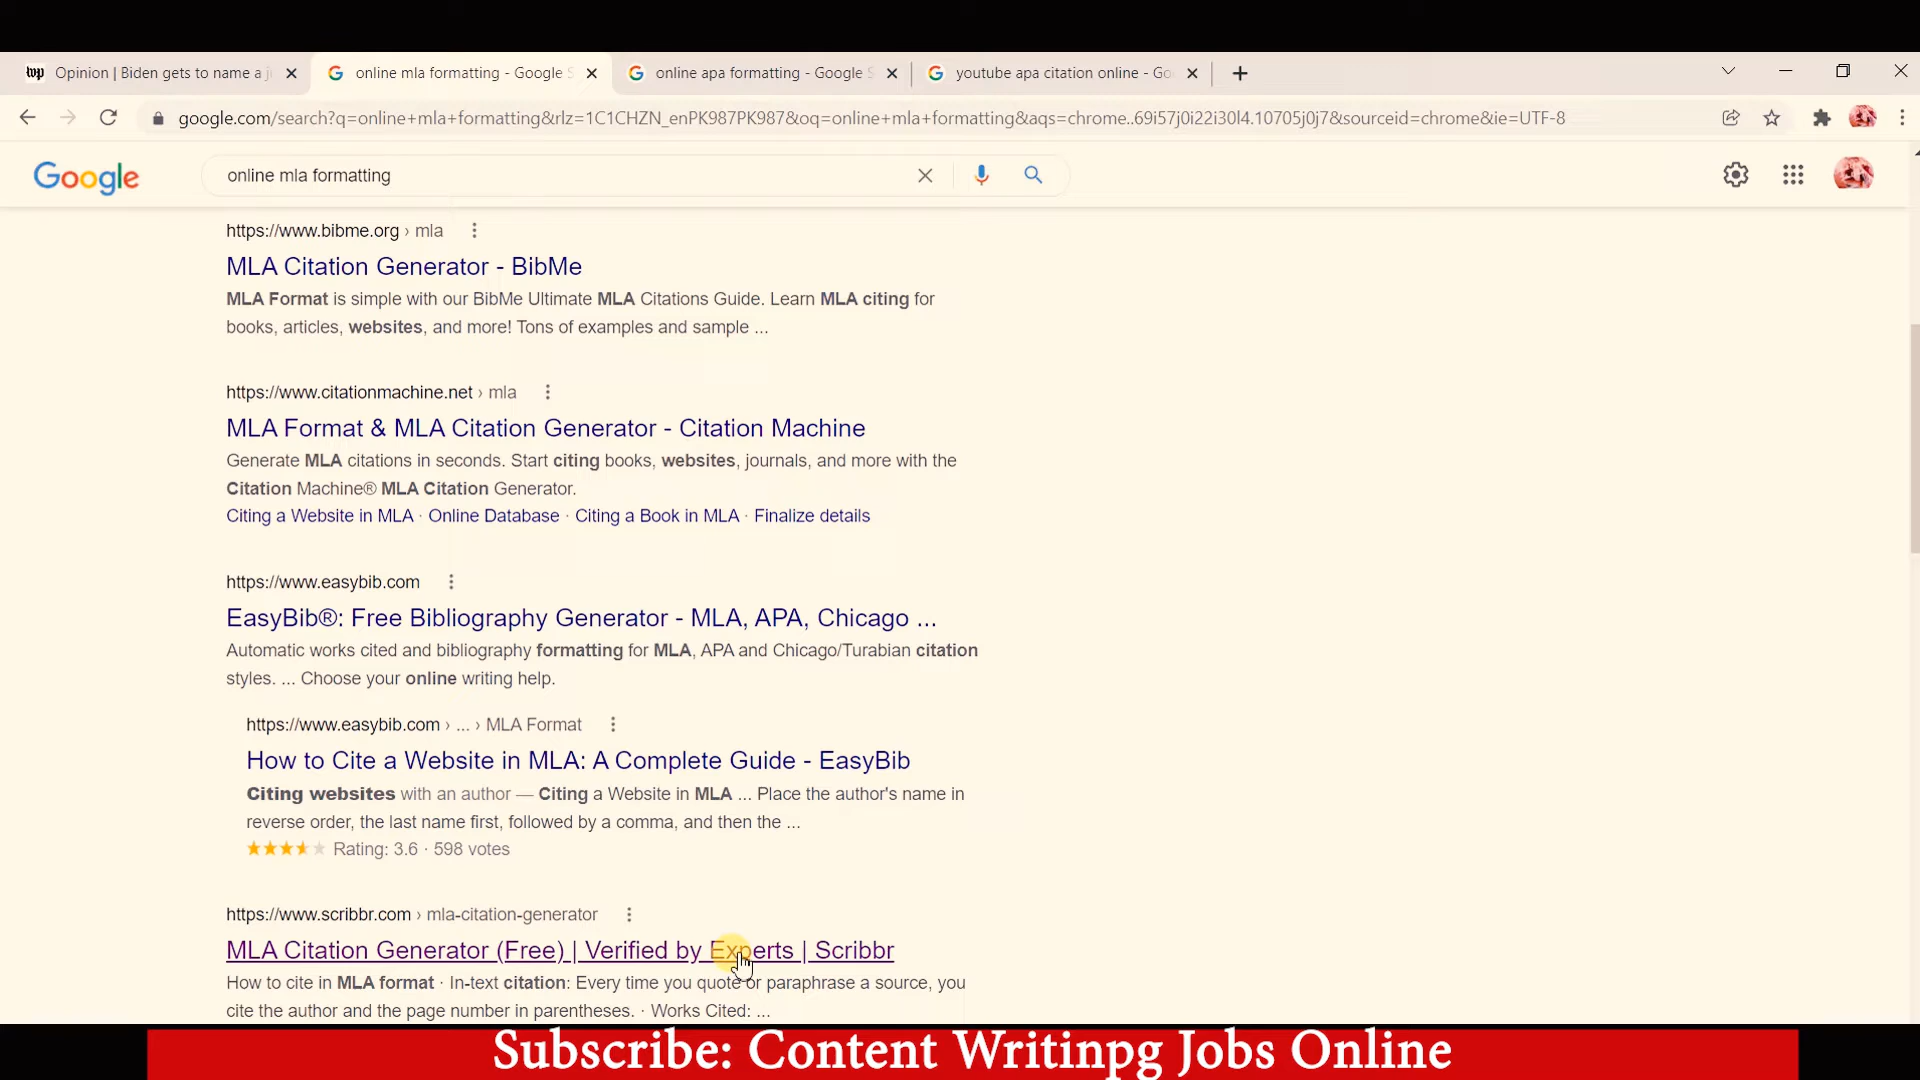 wp Opinion | Biden gets to name a j
online mla formatting - Google S
online apa formatting - Google S
youtube apa citation online - Go
google.com/search?q=online+mla+formatting&rlz=1C1CHZN_enPK987PK987&oq=online+mla+formatting&aqs=chrome..69i57j0i22i30l4.10705j0j7&sourceid=chrome&ie=UTF-8
Google
online mla formatting
https://www.bibme.org › mla
MLA Citation Generator - BibMe
MLA Format is simple with our BibMe Ultimate MLA Citations Guide. Learn MLA citing for
books, articles, websites, and more! Tons of examples and sample ...
https://www.citationmachine.net › mla
MLA Format & MLA Citation Generator - Citation Machine
Generate MLA citations in seconds. Start citing books, websites, journals, and more with the
Citation Machine® MLA Citation Generator.
Citing a Website in MLA · Online Database · Citing a Book in MLA · Finalize details
https://www.easybib.com
EasyBib®: Free Bibliography Generator - MLA, APA, Chicago ...
Automatic works cited and bibliography formatting for MLA, APA and Chicago/Turabian citation
styles. ... Choose your online writing help.
https://www.easybib.com › ... › MLA Format
How to Cite a Website in MLA: A Complete Guide - EasyBib
Citing websites with an author — Citing a Website in MLA ... Place the author's name in
reverse order, the last name first, followed by a comma, and then the ...
Rating: 3.6 · 598 votes
https://www.scribbr.com › mla-citation-generator
MLA Citation Generator (Free) | Verified by Experts | Scribbr
How to cite in MLA format · In-text citation: Every time you quote or paraphrase a source, you
cite the author and the page number in parentheses. · Works Cited: ...
Subscribe: Content Writinpg Jobs Online